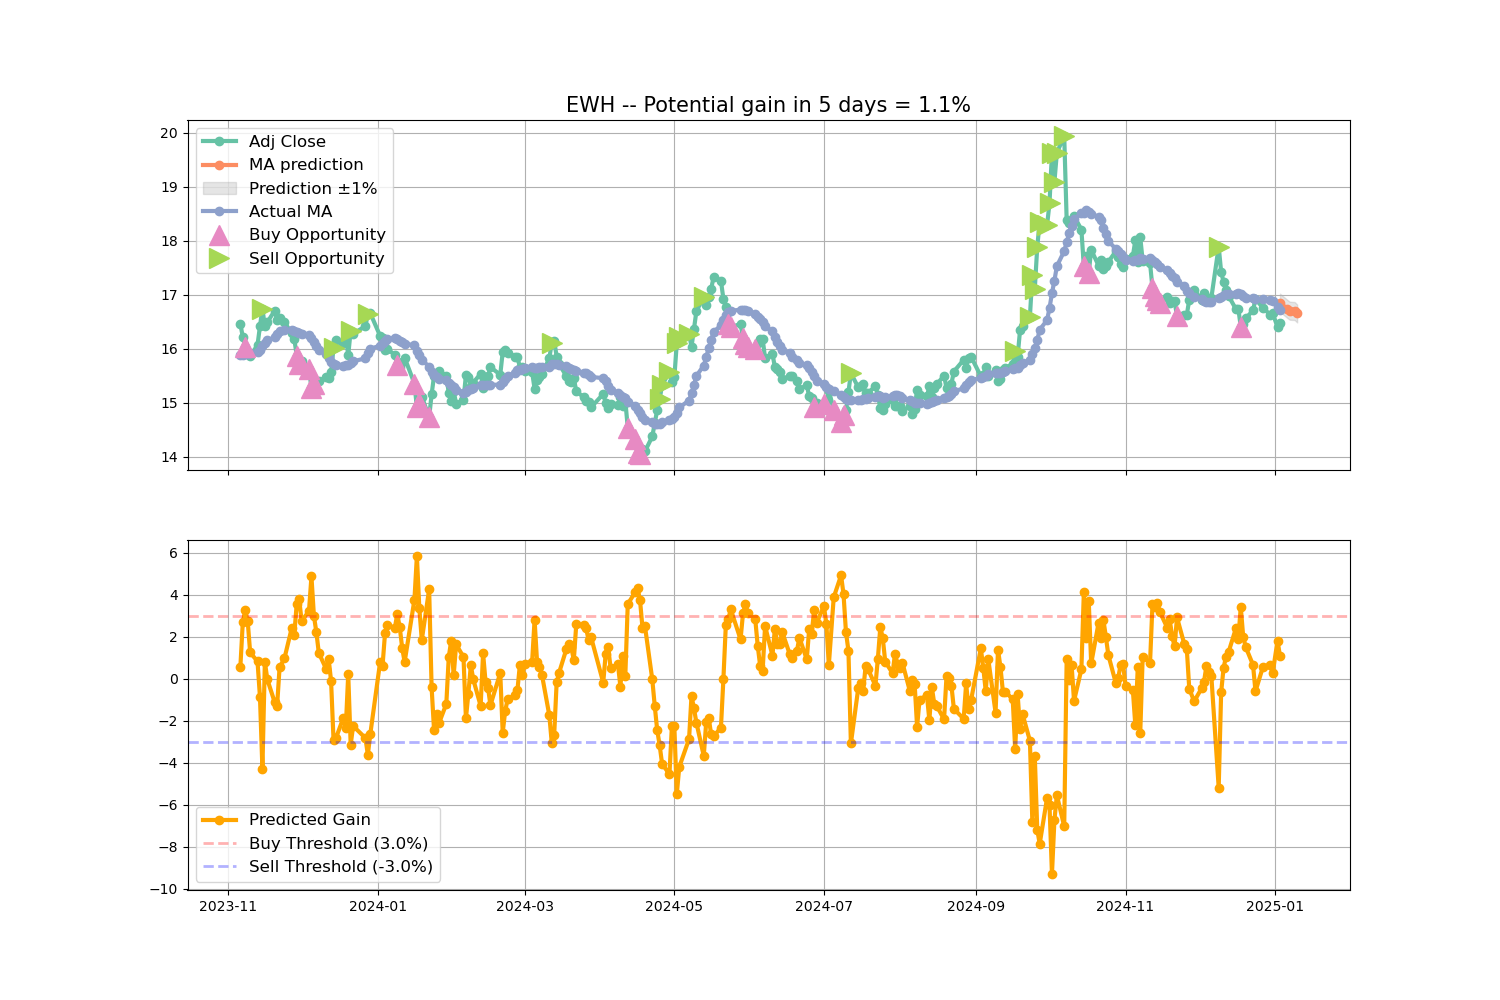 EWH -- Potential gain in 5 days = 1.1%
20
19
18
17
16
15
14
Adj Close
MA prediction
Prediction ±1%
Actual MA
Buy Opportunity
Sell Opportunity
6
4
2
0
−2
−4
−6
−8
−10
Predicted Gain
Buy Threshold (3.0%)
Sell Threshold (-3.0%)
2023-11
2024-01
2024-03
2024-05
2024-07
2024-09
2024-11
2025-01